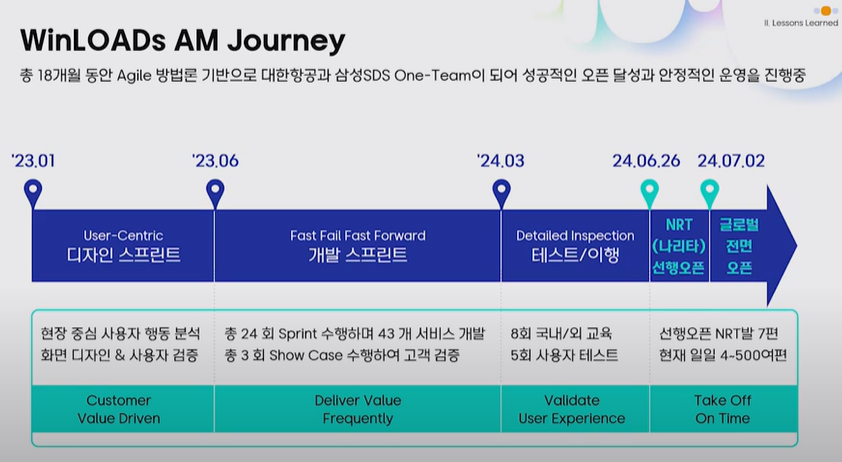 II. Lessons Learned
WinLOADs AM Journey
총 18개월 동안 Agile 방법론 기반으로 대한항공과 삼성SDS One-Team이 되어 성공적인 오픈 달성과 안정적인 운영을 진행중
'23.01
'23.06
'24.03
24.06.26
24.07.02
User-Centric
디자인 스프린트
Fast Fail Fast Forward
개발 스프린트
Detailed Inspection
테스트/이행
NRT
(나리타)
선행오픈
글로벌
전면
오픈
현장 중심 사용자 행동 분석
화면 디자인 & 사용자 검증
총 24 회 Sprint 수행하며 43 개 서비스 개발
총 3 회 Show Case 수행하여 고객 검증
8회 국내/외 교육
5회 사용자 테스트
선행오픈 NRT발 7편
현재 일일 4~500여편
Customer
Value Driven
Deliver Value
Frequently
Validate
User Experience
Take Off
On Time